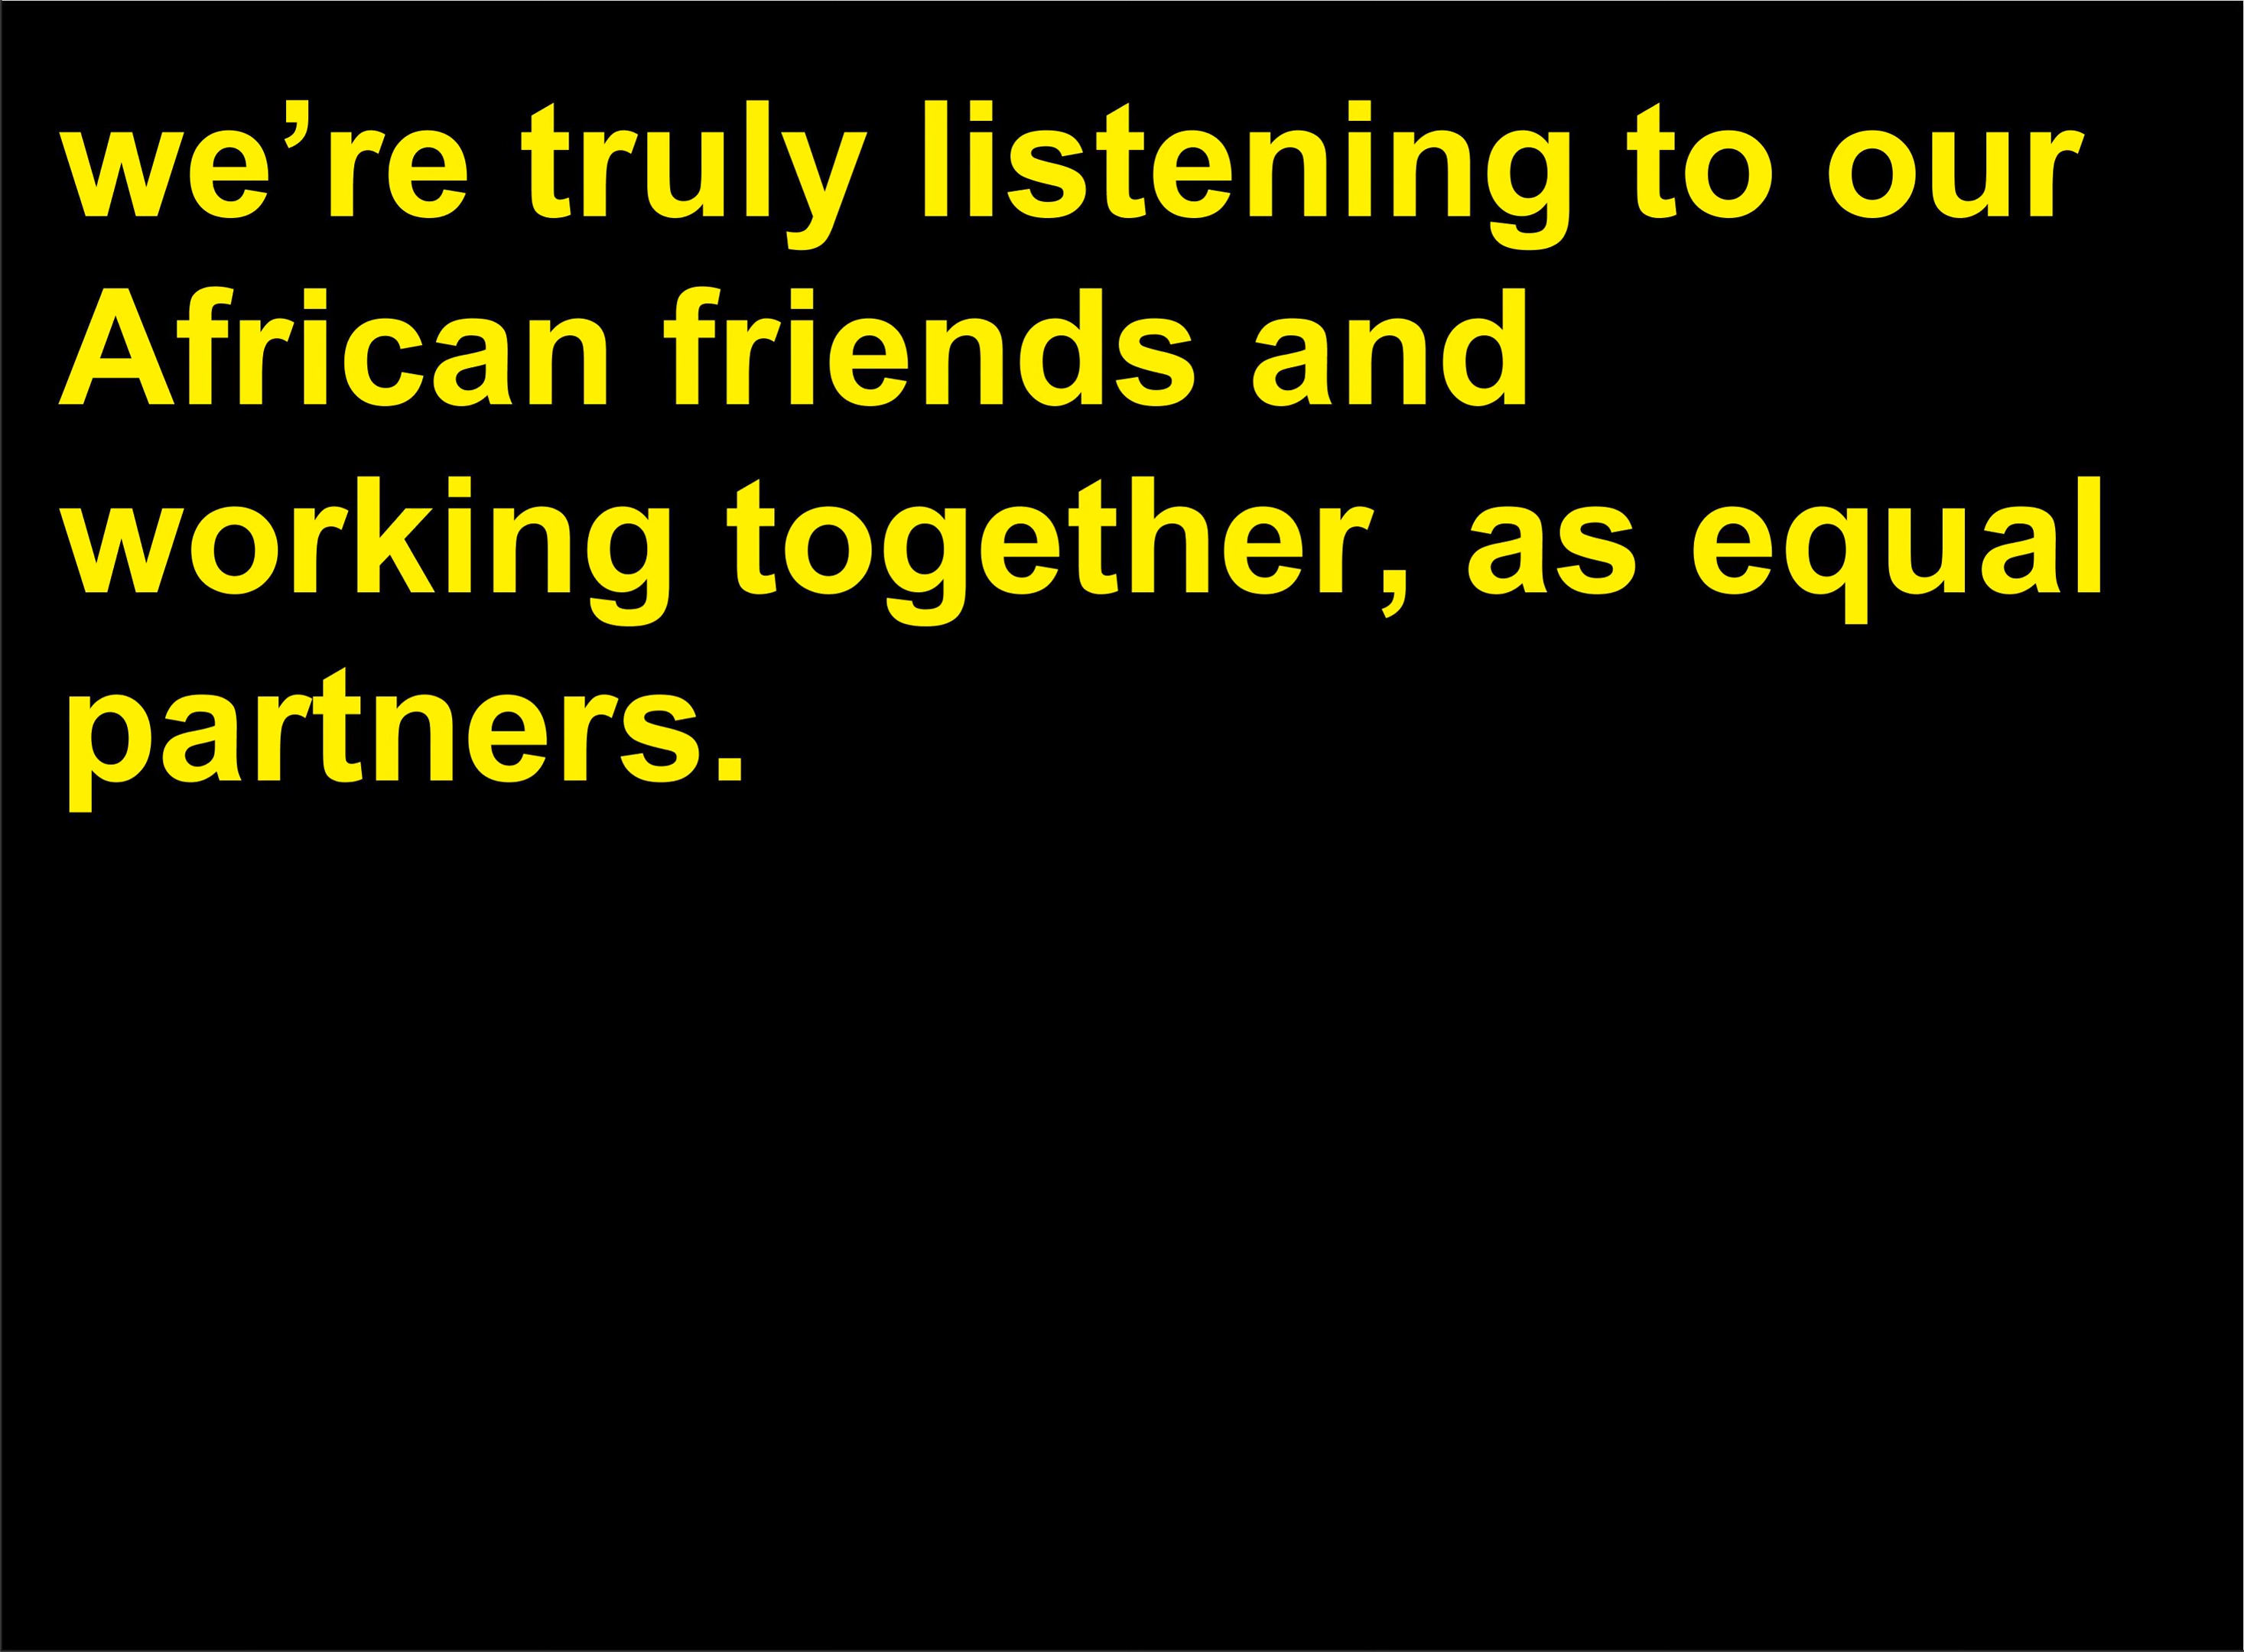 we’re truly listening to our
African friends and
working together, as equal
partners.